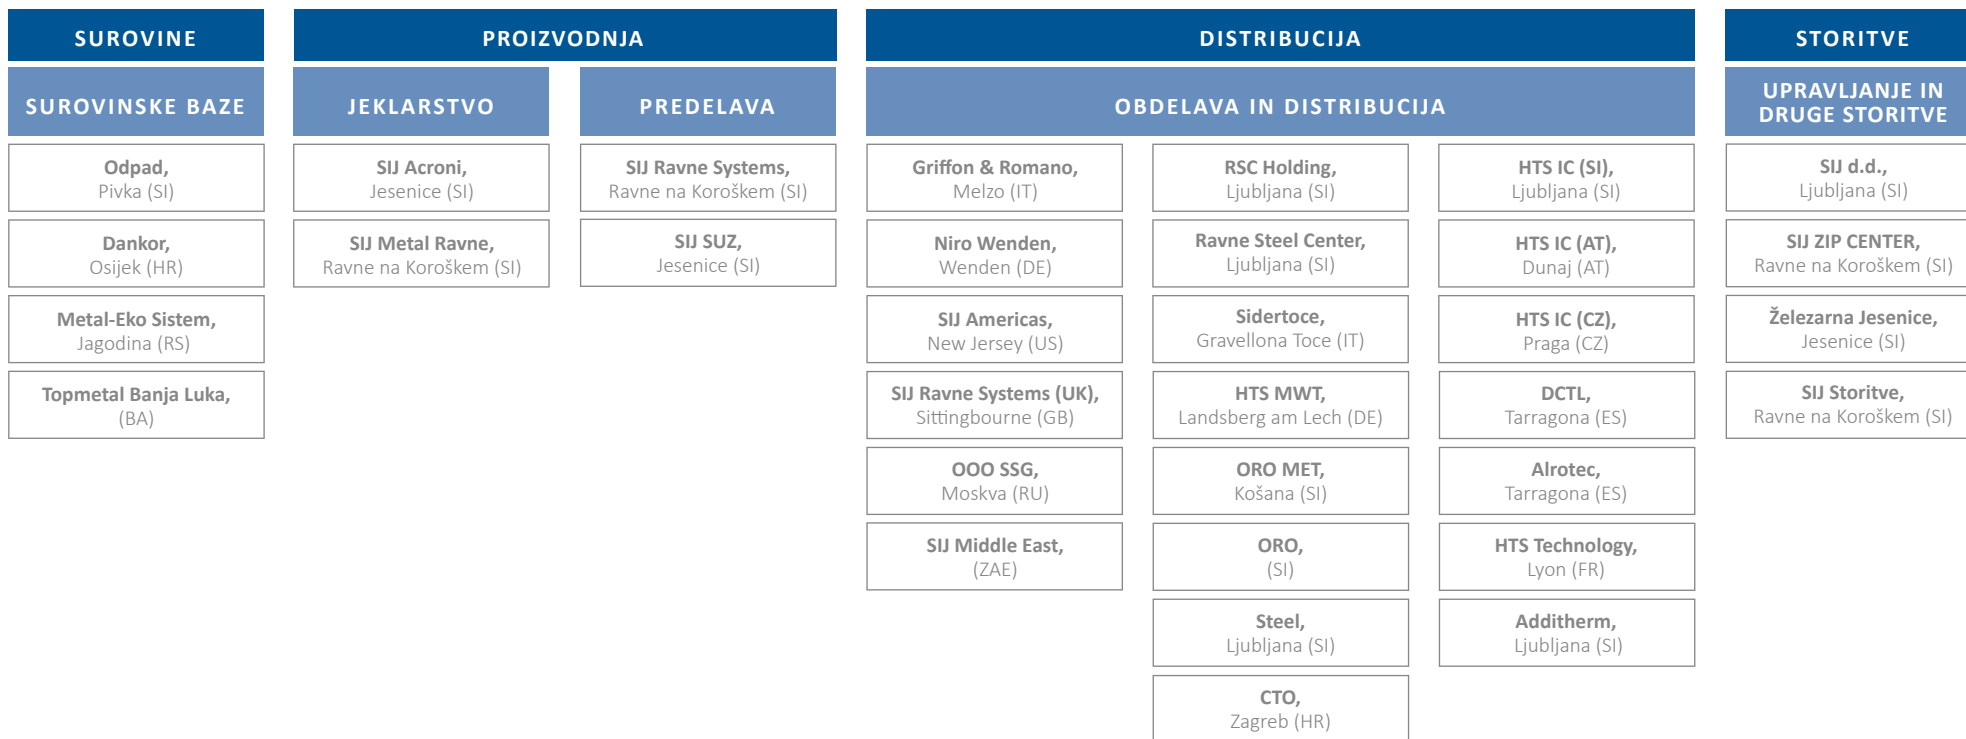 SUROVINE
SUROVINSKE BAZE
Odpad,
Pivka (SI)
Dankor,
Osijek (HR)
Metal-Eko Sistem,
Jagodina (RS)
Topmetal Banja Luka,
(BA)
PROIZVODNJA
JEKLARSTVO
SIJ Acroni,
Jesenice (SI)
SIJ Metal Ravne,
Ravne na Koroškem (SI)
PREDELAVA
SIJ Ravne Systems,
Ravne na Koroškem (SI)
SIJ SUZ,
Jesenice (SI)
DISTRIBUCIJA
OBDELAVA IN DISTRIBUCIJA
Griffon & Romano,
Melzo (IT)
Niro Wenden,
Wenden (DE)
SIJ Americas,
New Jersey (US)
SIJ Ravne Systems (UK),
Sittingbourne (GB)
OOO SSG,
Moskva (RU)
SIJ Middle East,
(ZAE)
RSC Holding,
Ljubljana (SI)
Ravne Steel Center,
Ljubljana (SI)
Sidertoce,
Gravellona Toce (IT)
HTS MWT,
Landsberg am Lech (DE)
ORO MET,
Košana (SI)
ORO,
(SI)
Steel,
Ljubljana (SI)
CTO,
Zagreb (HR)
HTS IC (SI),
Ljubljana (SI)
HTS IC (AT),
Dunaj (AT)
HTS IC (CZ),
Praga (CZ)
DCTL,
Tarragona (ES)
Alrotec,
Tarragona (ES)
HTS Technology,
Lyon (FR)
Additherm,
Ljubljana (SI)
STORITVE
UPRAVLJANJE IN
DRUGE STORITVE
SIJ d.d.,
Ljubljana (SI)
SIJ ZIP CENTER,
Ravne na Koroškem (SI)
Železarna Jesenice,
Jesenice (SI)
SIJ Storitve,
Ravne na Koroškem (SI)